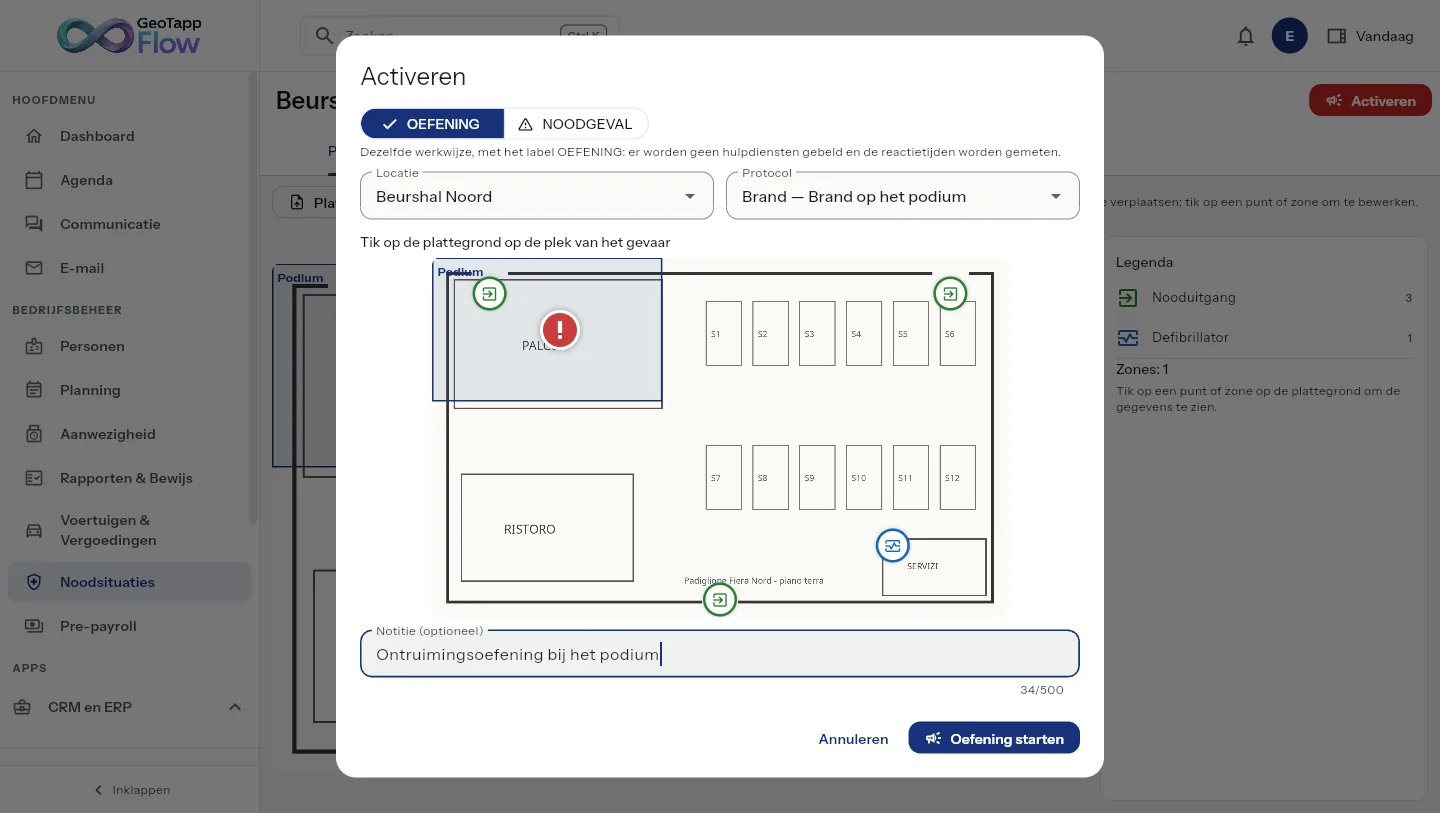 GeoTapp
Flow
Zoeken
Ctrl K
E
Vandaag
HOOFDMENU
Dashboard
Agenda
Communicatie
E-mail
BEDRIJFSBEHEER
Personen
Planning
Aanwezigheid
Rapporten & Bewijs
Voertuigen &
Vergoedingen
Noodsituaties
Pre-payroll
APPS
CRM en ERP
Inklappen
Activeren
Podium
verplaatsen; tik op een punt of zone om te bewerken.
Legenda
Nooduitgang 3
Defibrillator 1
Zones: 1
Tik op een punt of zone op de plattegrond om de
gegevens te zien.
Activeren
OEFENING NOODGEVAL
Dezelfde werkwijze, met het label OEFENING: er worden geen hulpdiensten gebeld en de reactietijden worden gemeten.
Locatie
Beurshal Noord
Protocol
Brand — Brand op het podium
Tik op de plattegrond op de plek van het gevaar
Podium
S1 S2 S3 S4 S5 S6
S7 S8 S9 S10 S11 S12
RISTORO
SERVIZI
Padiglione Fiera Nord - piano terra
Notitie (optioneel)
Ontruimingsoefening bij het podium
34/500
Annuleren
Oefening starten